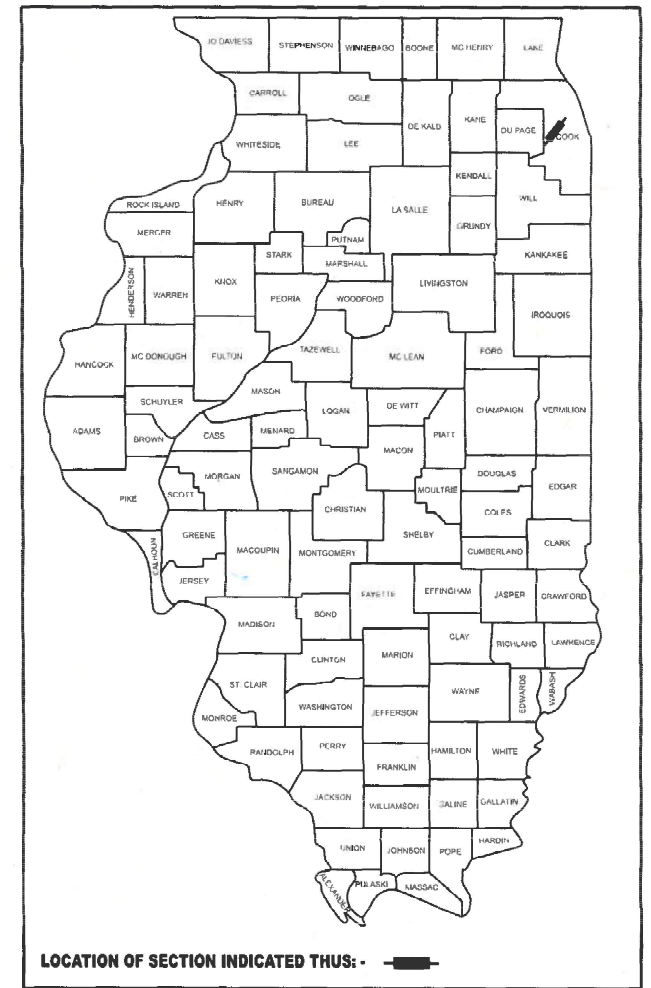 JO DAVIESS STEPHENSON WINNEBAGO BOONE MC HENRY LAKE
CARROLL OGLE DE KALB KANE DU PAGE COOK
WHITESIDE LEE
KENDALL WILL
ROCK ISLAND HENRY BUREAU LA SALLE GRUNDY
MERCER PUTNAM
STARK MARSHALL KANKAKEE
HENDERSON WARREN KNOX PEORIA WOODFORD LIVINGSTON IROQUOIS
HANCOCK MC DONOUGH FULTON TAZEWELL MC LEAN FORD
MASON
SCHUYLER LOGAN DE WITT CHAMPAIGN VERMILION
ADAMS BROWN CASS MENARD MACON PIATT
MORGAN SANGAMON DOUGLAS EDGAR
PIKE SCOTT CHRISTIAN MOULTRIE COLES
GREENE MACOUPIN MONTGOMERY SHELBY CUMBERLAND CLARK
CALHOUN JERSEY FAYETTE EFFINGHAM JASPER CRAWFORD
MADISON BOND CLAY RICHLAND LAWRENCE
CLINTON MARION
ST. CLAIR WAYNE EDWARDS WABASH
MONROE WASHINGTON JEFFERSON
RANDOLPH PERRY HAMILTON WHITE
FRANKLIN
JACKSON WILLIAMSON SALINE GALLATIN
UNION JOHNSON POPE HARDIN
ALEXANDER PULASKI MASSAC
LOCATION OF SECTION INDICATED THUS: -